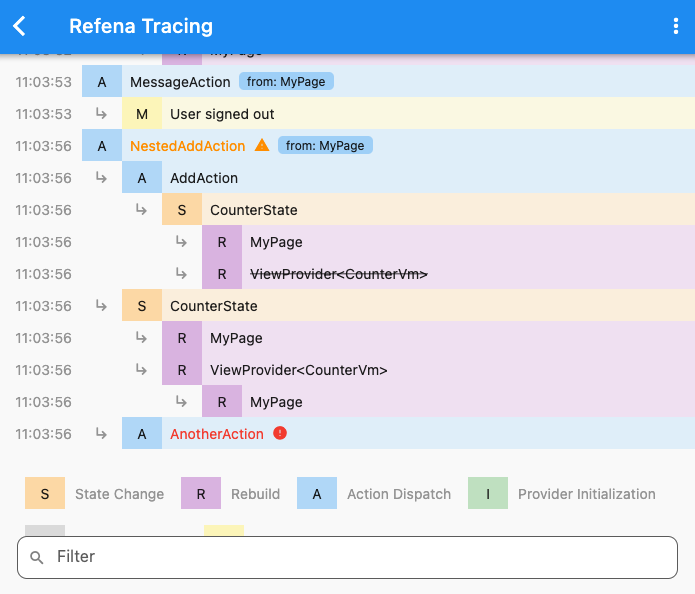 Refena Tracing
11:03:53 A MessageAction from: MyPage
11:03:53 M User signed out
11:03:56 A NestedAddAction from: MyPage
11:03:56 A AddAction
11:03:56 S CounterState
11:03:56 R MyPage
11:03:56 R ViewProvider<CounterVm>
11:03:56 S CounterState
11:03:56 R MyPage
11:03:56 R ViewProvider<CounterVm>
11:03:56 R MyPage
11:03:56 A AnotherAction
S State Change R Rebuild A Action Dispatch I Provider Initialization
Filter